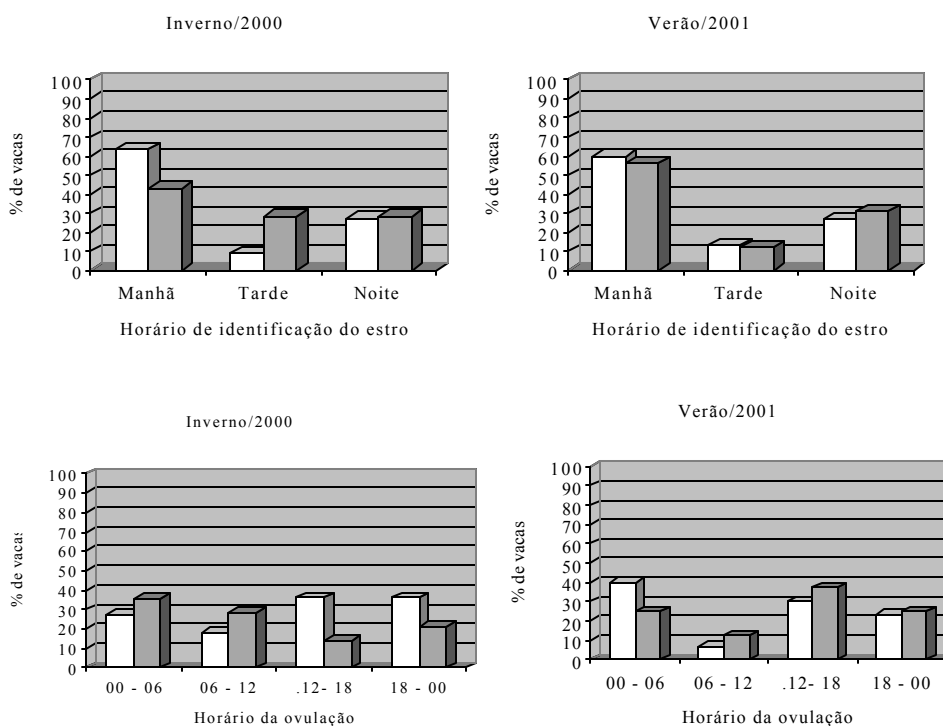 Inverno/2000
% de vacas
100
90
80
70
60
50
40
30
20
10
0
Manhã Tarde Noite
Horário de identificação do estro
Verão/2001
% de vacas
100
90
80
70
60
50
40
30
20
10
0
Manhã Tarde Noite
Horário de identificação do estro
Inverno/2000
% de vacas
100
90
80
70
60
50
40
30
20
10
0
00 - 06 06 - 12 .12- 18 18 - 00
Horário da ovulação
Verão/2001
% de vacas
100
90
80
70
60
50
40
30
20
10
0
00 - 06 06 - 12 .12- 18 18 - 00
Horário da ovulação